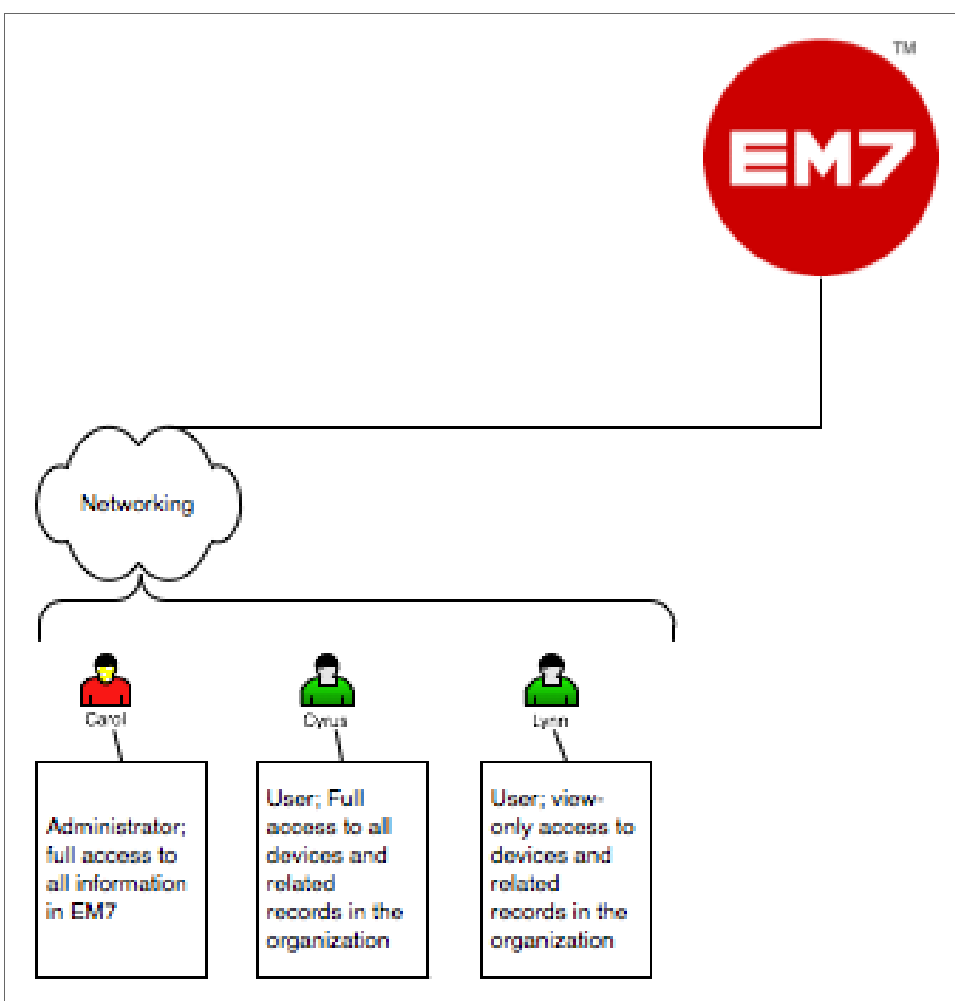 TM
EM7
Networking
Carol
Cyrus
Lynn
Administrator;
full access to
all information
in EM7
User; Full
access to all
devices and
related
records in the
organization
User; view-
only access to
devices and
related
records in the
organization